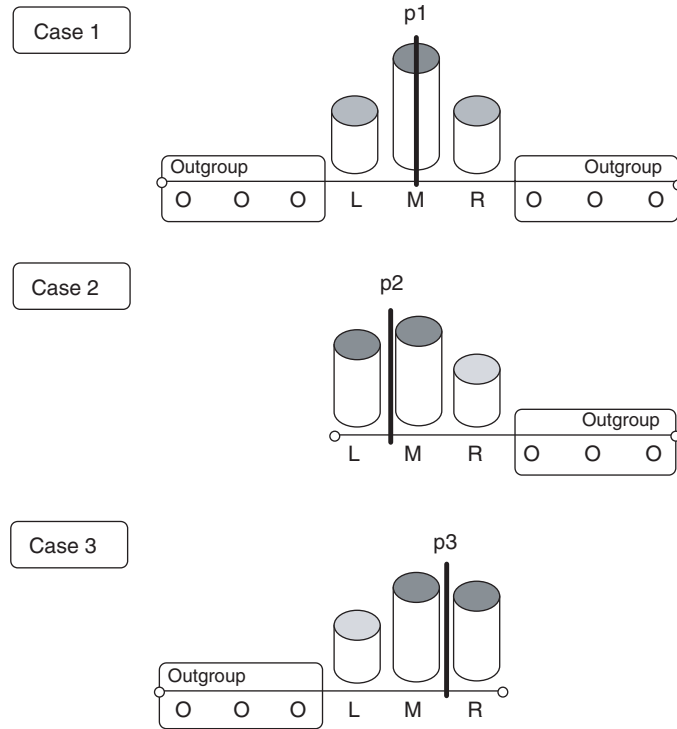 Case 1
p1
Outgroup Outgroup
O O O L M R O O O
Case 2
p2
Outgroup
L M R O O O
Case 3
p3
Outgroup
O O O L M R